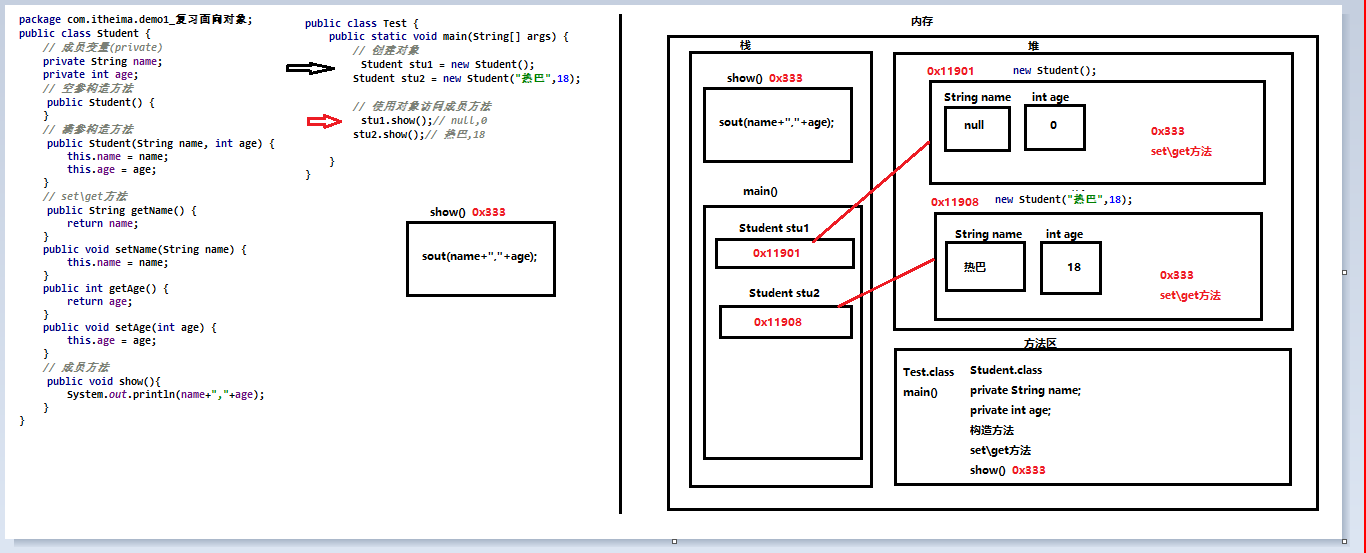 package com.itheima.demo1_复习面向对象;
public class Student {
// 成员变量(private)
private String name;
private int age;
// 空参构造方法
public Student() {
}
// 满参构造方法
public Student(String name, int age) {
this.name = name;
this.age = age;
}
// set\get方法
public String getName() {
return name;
}
public void setName(String name) {
this.name = name;
}
public int getAge() {
return age;
}
public void setAge(int age) {
this.age = age;
}
// 成员方法
public void show(){
System.out.println(name+","+age);
}
}
public class Test {
public static void main(String[] args) {
// 创建对象
Student stu1 = new Student();
Student stu2 = new Student("热巴",18);
// 使用对象访问成员方法
stu1.show();// null,0
stu2.show();// 热巴,18
}
}
show() 0x333
sout(name+","+age);
内存
栈
show() 0x333
sout(name+","+age);
main()
Student stu1
0x11901
Student stu2
0x11908
堆
0x11901 new Student();
String name int age
null 0
0x333
set\get方法
0x11908 new Student("热巴",18);
String name int age
热巴 18
0x333
set\get方法
方法区
Test.class
main()
Student.class
private String name;
private int age;
构造方法
set\get方法
show() 0x333